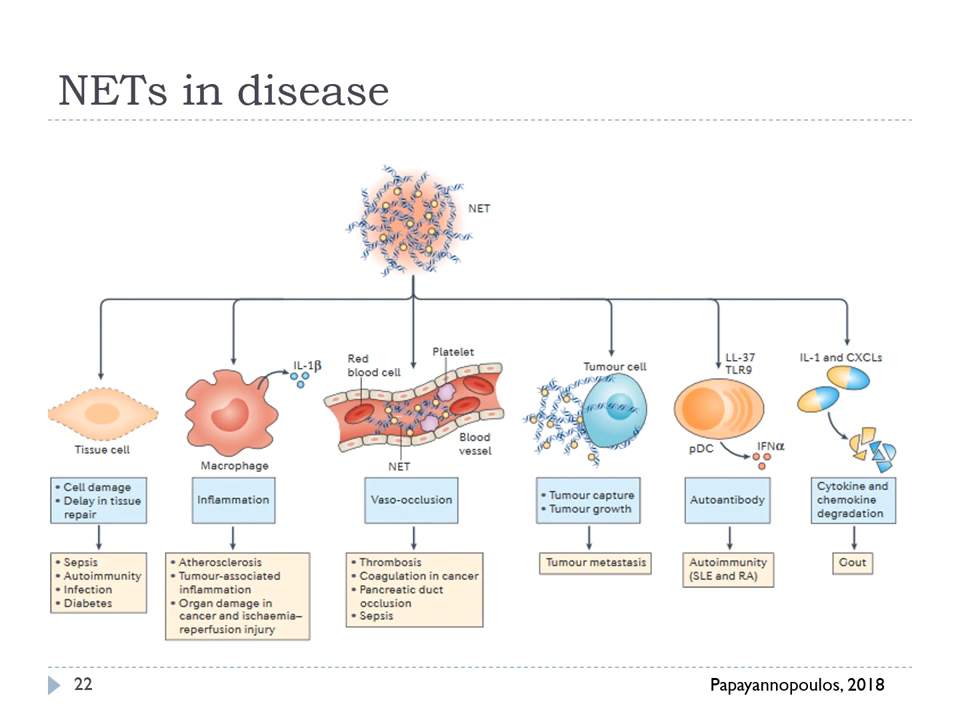 NETs in disease
NET
IL-1β
Red
blood cell
Platelet
Tumour cell
LL-37
TLR9
IL-1 and CXCLs
Tissue cell
Macrophage
NET
Blood
vessel
pDC
IFNα
• Cell damage
• Delay in tissue
repair
Inflammation
Vaso-occlusion
• Tumour capture
• Tumour growth
Autoantibody
Cytokine and
chemokine
degradation
• Sepsis
• Autoimmunity
• Infection
• Diabetes
• Atherosclerosis
• Tumour-associated
inflammation
• Organ damage in
cancer and ischaemia–
reperfusion injury
• Thrombosis
• Coagulation in cancer
• Pancreatic duct
occlusion
• Sepsis
Tumour metastasis
Autoimmunity
(SLE and RA)
Gout
22
Papayannopoulos, 2018